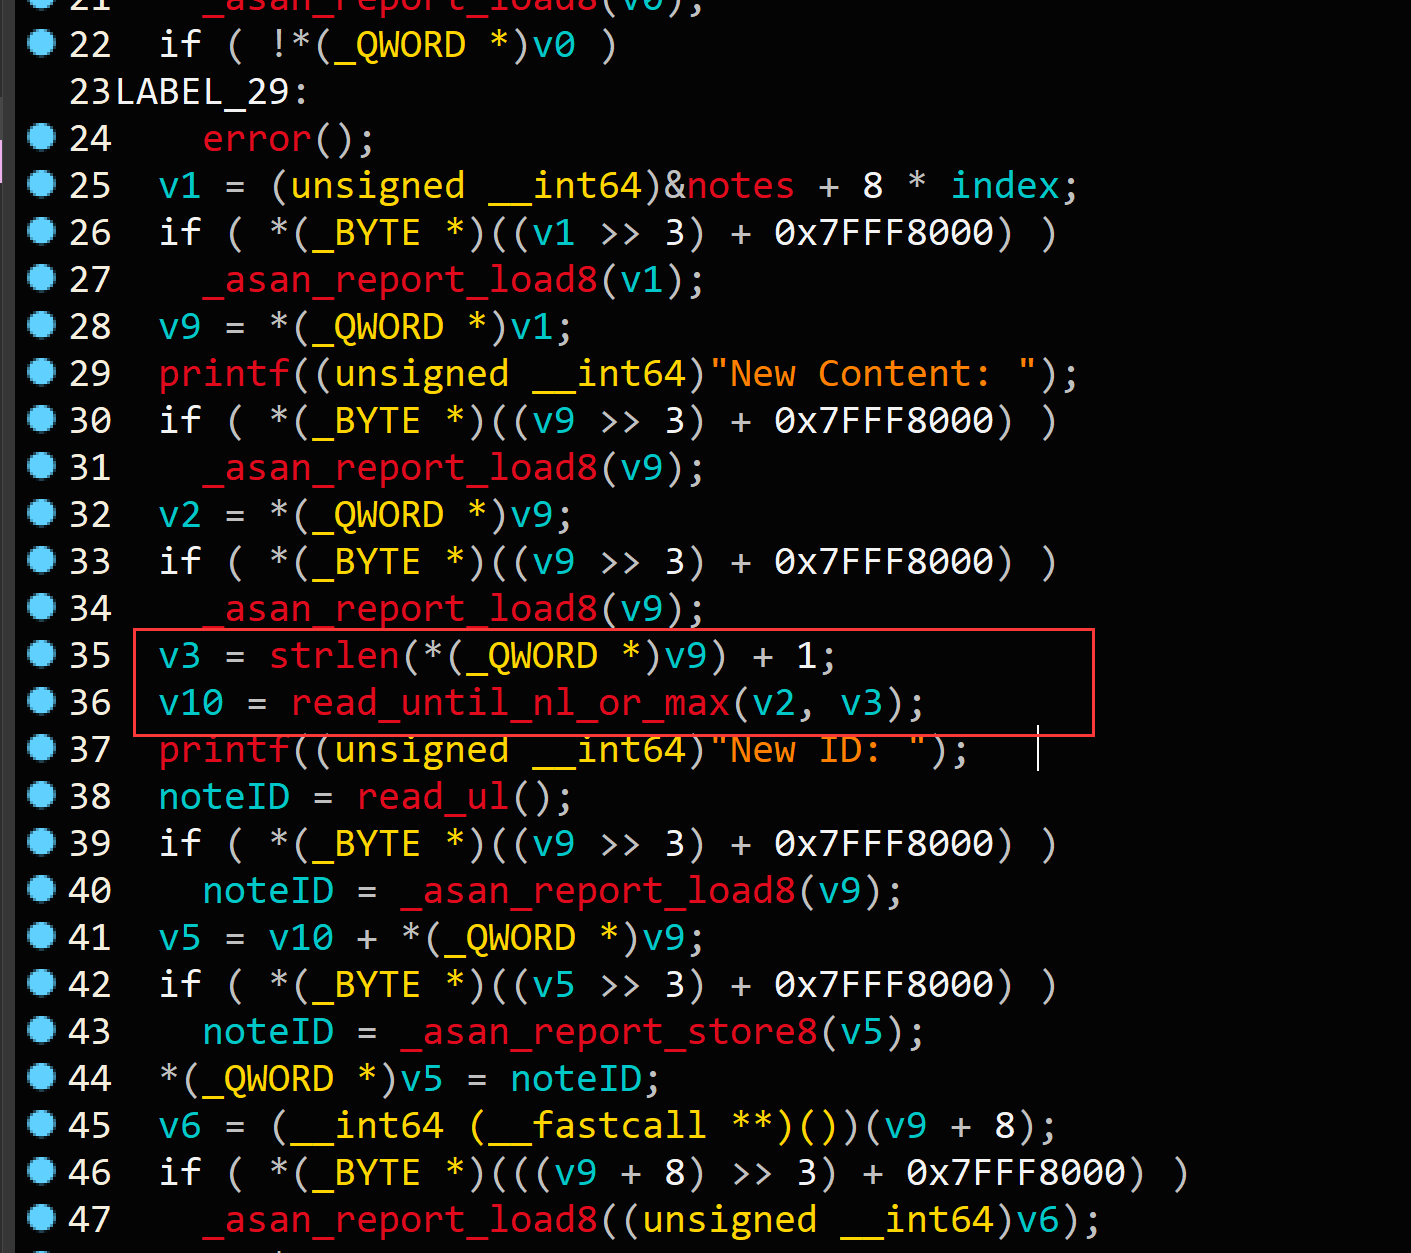 21     _asan_report_load8(v0);
22   if ( !*(_QWORD *)v0 )
23LABEL_29:
24     error();
25   v1 = (unsigned __int64)&notes + 8 * index;
26   if ( *(_BYTE *)((v1 >> 3) + 0x7FFF8000) )
27     _asan_report_load8(v1);
28   v9 = *(_QWORD *)v1;
29   printf((unsigned __int64)"New Content: ");
30   if ( *(_BYTE *)((v9 >> 3) + 0x7FFF8000) )
31     _asan_report_load8(v9);
32   v2 = *(_QWORD *)v9;
33   if ( *(_BYTE *)((v9 >> 3) + 0x7FFF8000) )
34     _asan_report_load8(v9);
35   v3 = strlen(*(_QWORD *)v9) + 1;
36   v10 = read_until_nl_or_max(v2, v3);
37   printf((unsigned __int64)"New ID: ");
38   noteID = read_ul();
39   if ( *(_BYTE *)((v9 >> 3) + 0x7FFF8000) )
40     noteID = _asan_report_load8(v9);
41   v5 = v10 + *(_QWORD *)v9;
42   if ( *(_BYTE *)((v5 >> 3) + 0x7FFF8000) )
43     noteID = _asan_report_store8(v5);
44   *(_QWORD *)v5 = noteID;
45   v6 = (__int64 (__fastcall **)())(v9 + 8);
46   if ( *(_BYTE *)(((v9 + 8) >> 3) + 0x7FFF8000) )
47     _asan_report_load8((unsigned __int64)v6);